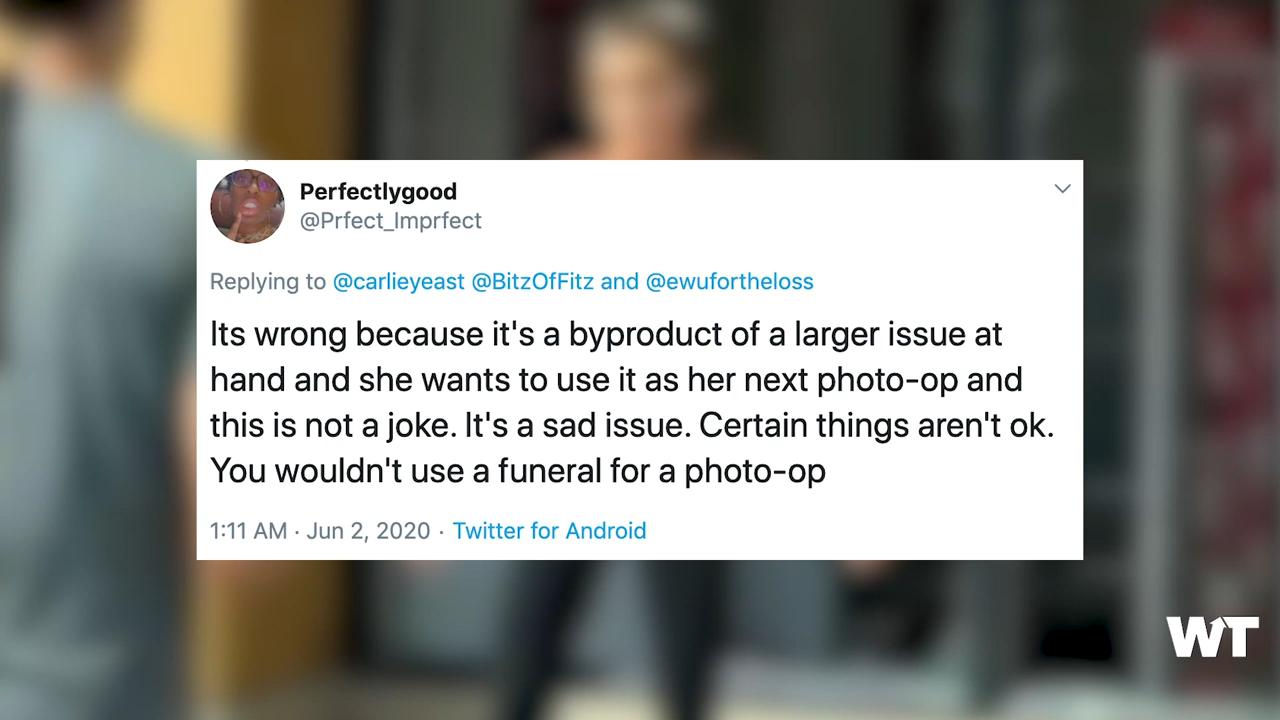 Perfectlygood
@Prfect_Imprfect
Replying to @carlieyeast @BitzOfFitz and @ewufortheloss
Its wrong because it's a byproduct of a larger issue at
hand and she wants to use it as her next photo-op and
this is not a joke. It's a sad issue. Certain things aren't ok.
You wouldn't use a funeral for a photo-op
1:11 AM · Jun 2, 2020 · Twitter for Android
WT